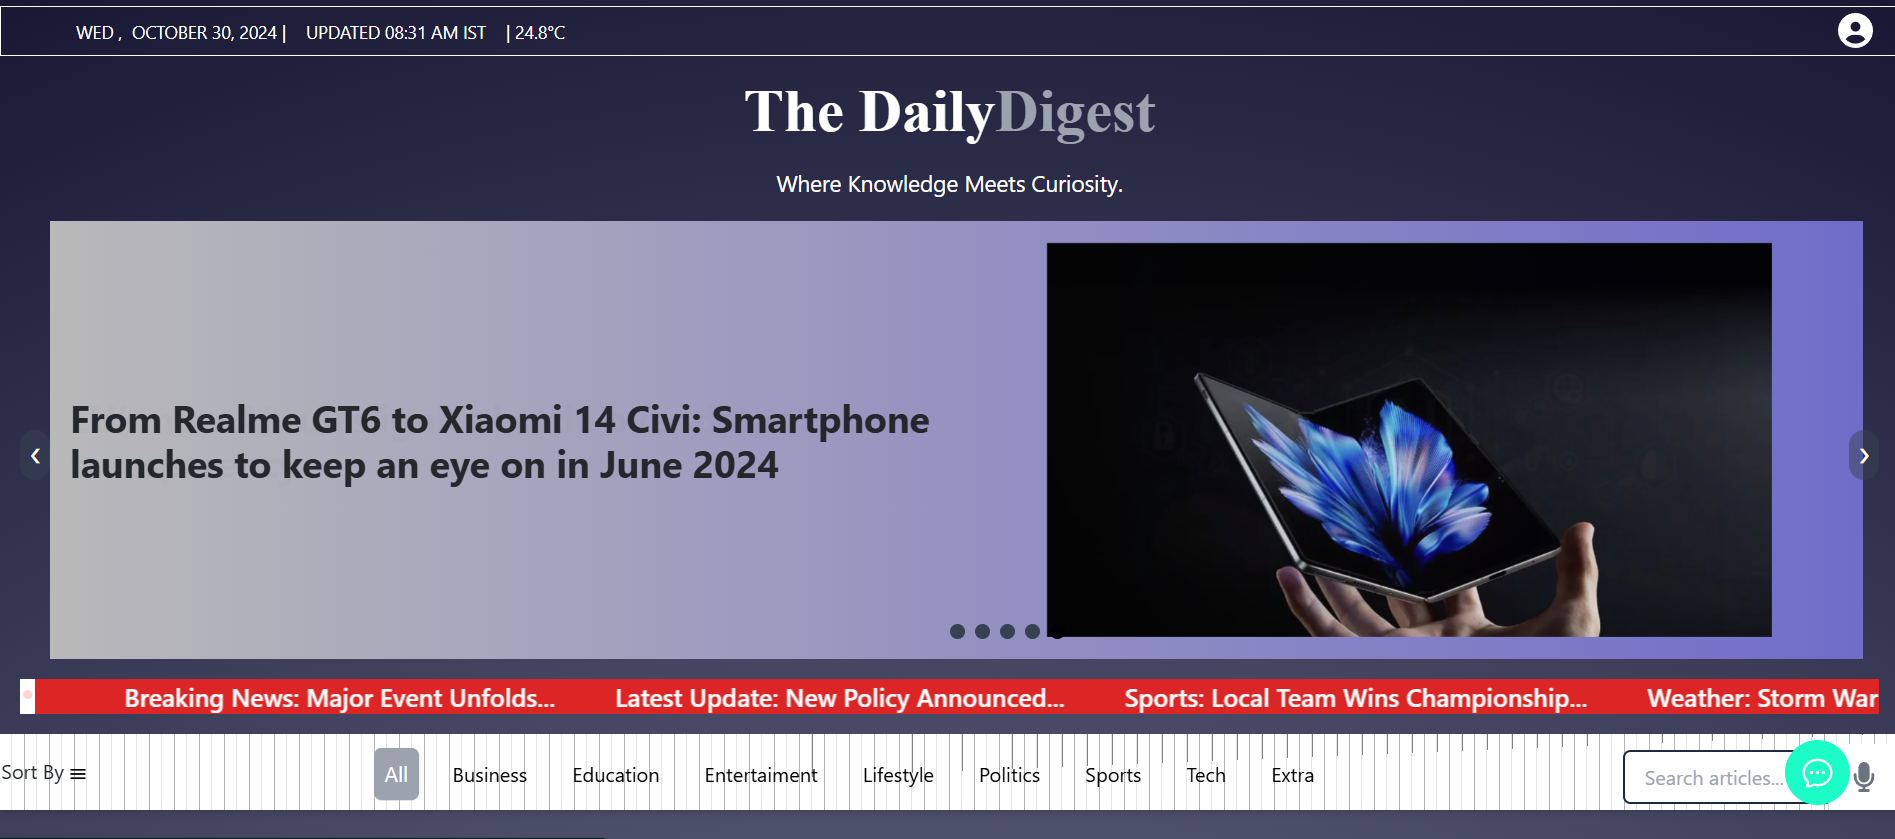 WED , OCTOBER 30, 2024 | UPDATED 08:31 AM IST | 24.8°C
The DailyDigest
Where Knowledge Meets Curiosity.
From Realme GT6 to Xiaomi 14 Civi: Smartphone
launches to keep an eye on in June 2024
Breaking News: Major Event Unfolds... Latest Update: New Policy Announced... Sports: Local Team Wins Championship... Weather: Storm War
Sort By All Business Education Entertaiment Lifestyle Politics Sports Tech Extra Search articles...